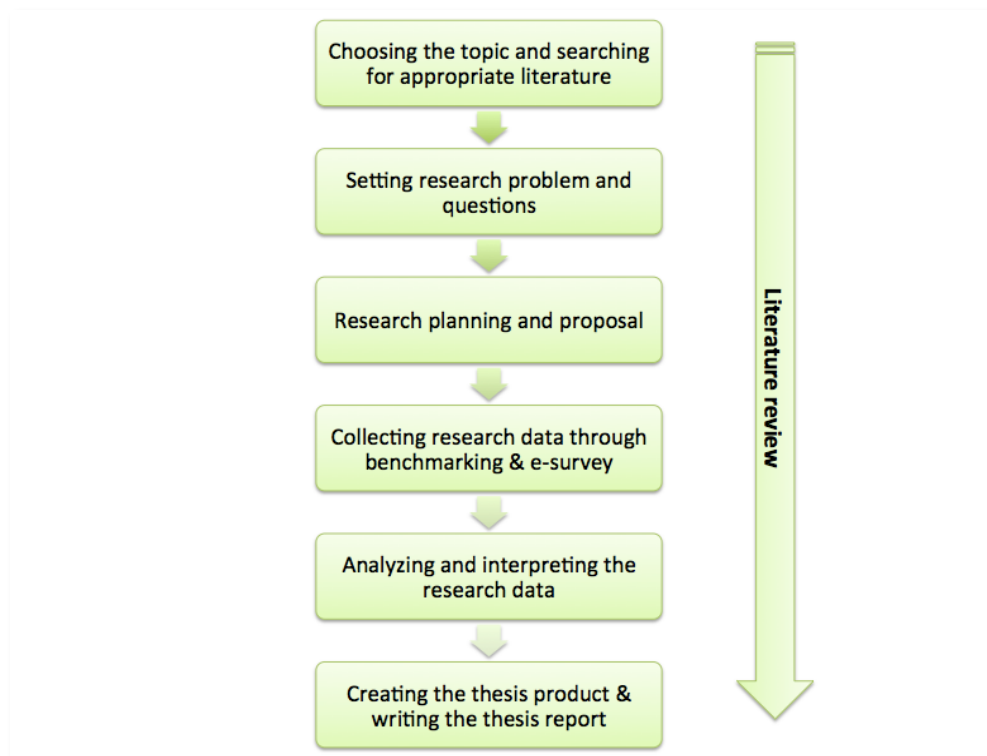 Choosing the topic and searching
for appropriate literature
Setting research problem and
questions
Research planning and proposal
Collecting research data through
benchmarking & e-survey
Analyzing and interpreting the
research data
Creating the thesis product &
writing the thesis report
Literature review